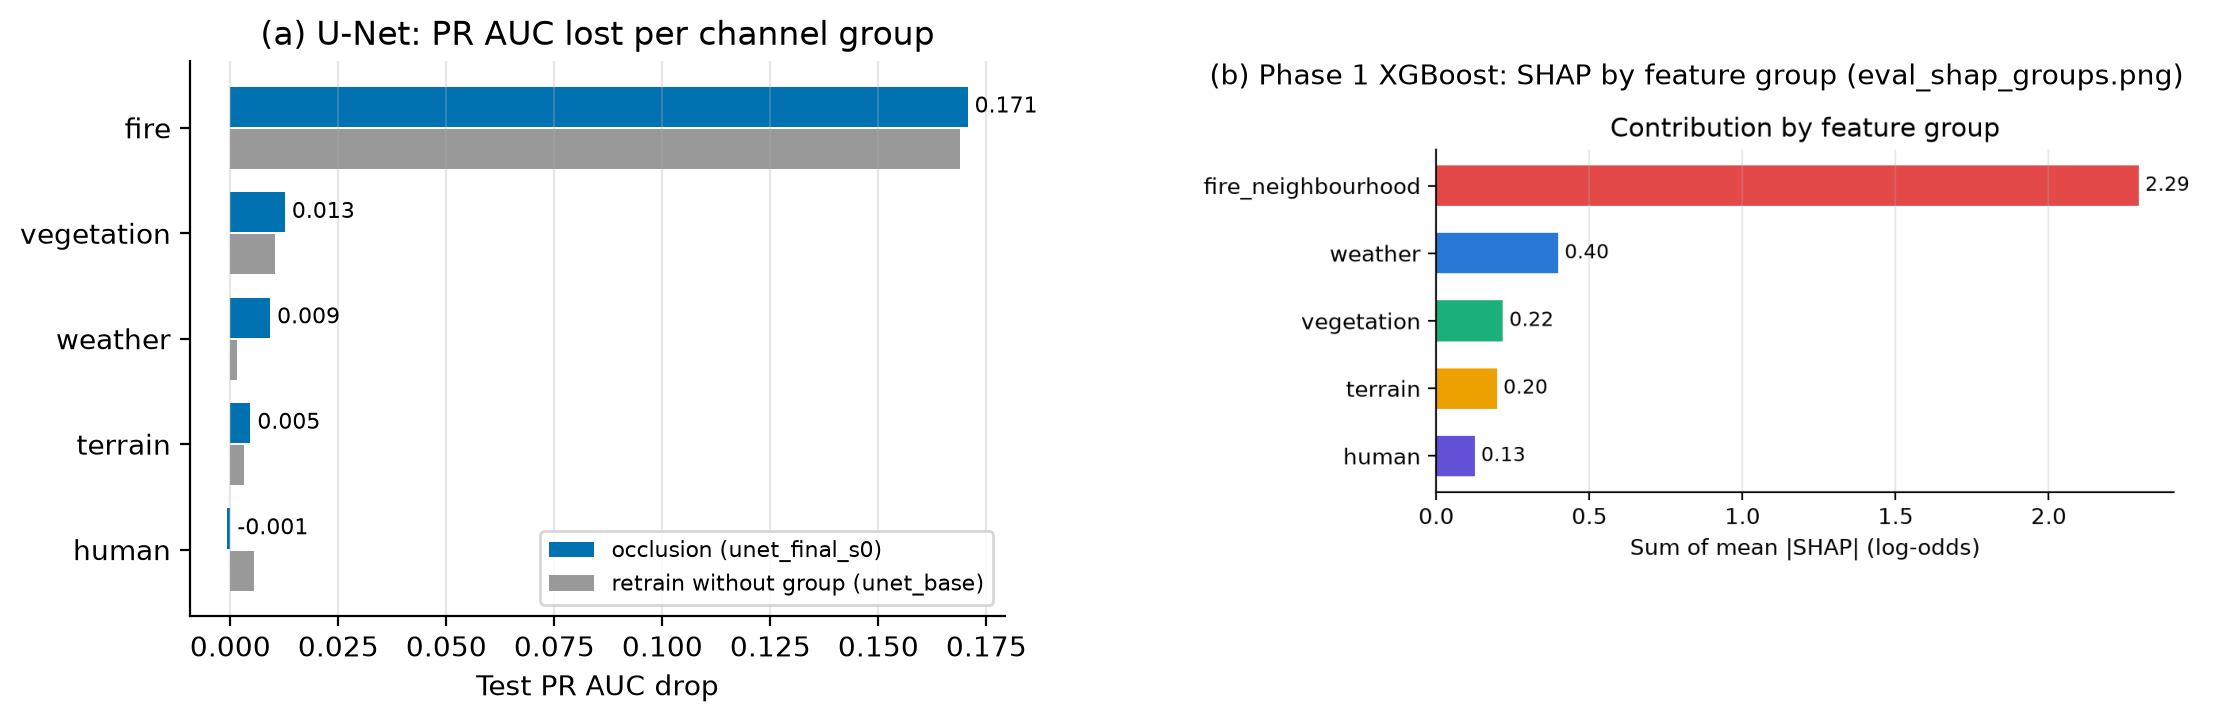 (a) U-Net: PR AUC lost per channel group
fire
0.171
vegetation
0.013
weather
0.009
terrain
0.005
human
-0.001
occlusion (unet_final_s0)
retrain without group (unet_base)
0.000 0.025 0.050 0.075 0.100 0.125 0.150 0.175
Test PR AUC drop
(b) Phase 1 XGBoost: SHAP by feature group (eval_shap_groups.png)
Contribution by feature group
fire_neighbourhood
2.29
weather
0.40
vegetation
0.22
terrain
0.20
human
0.13
0.0 0.5 1.0 1.5 2.0
Sum of mean |SHAP| (log-odds)